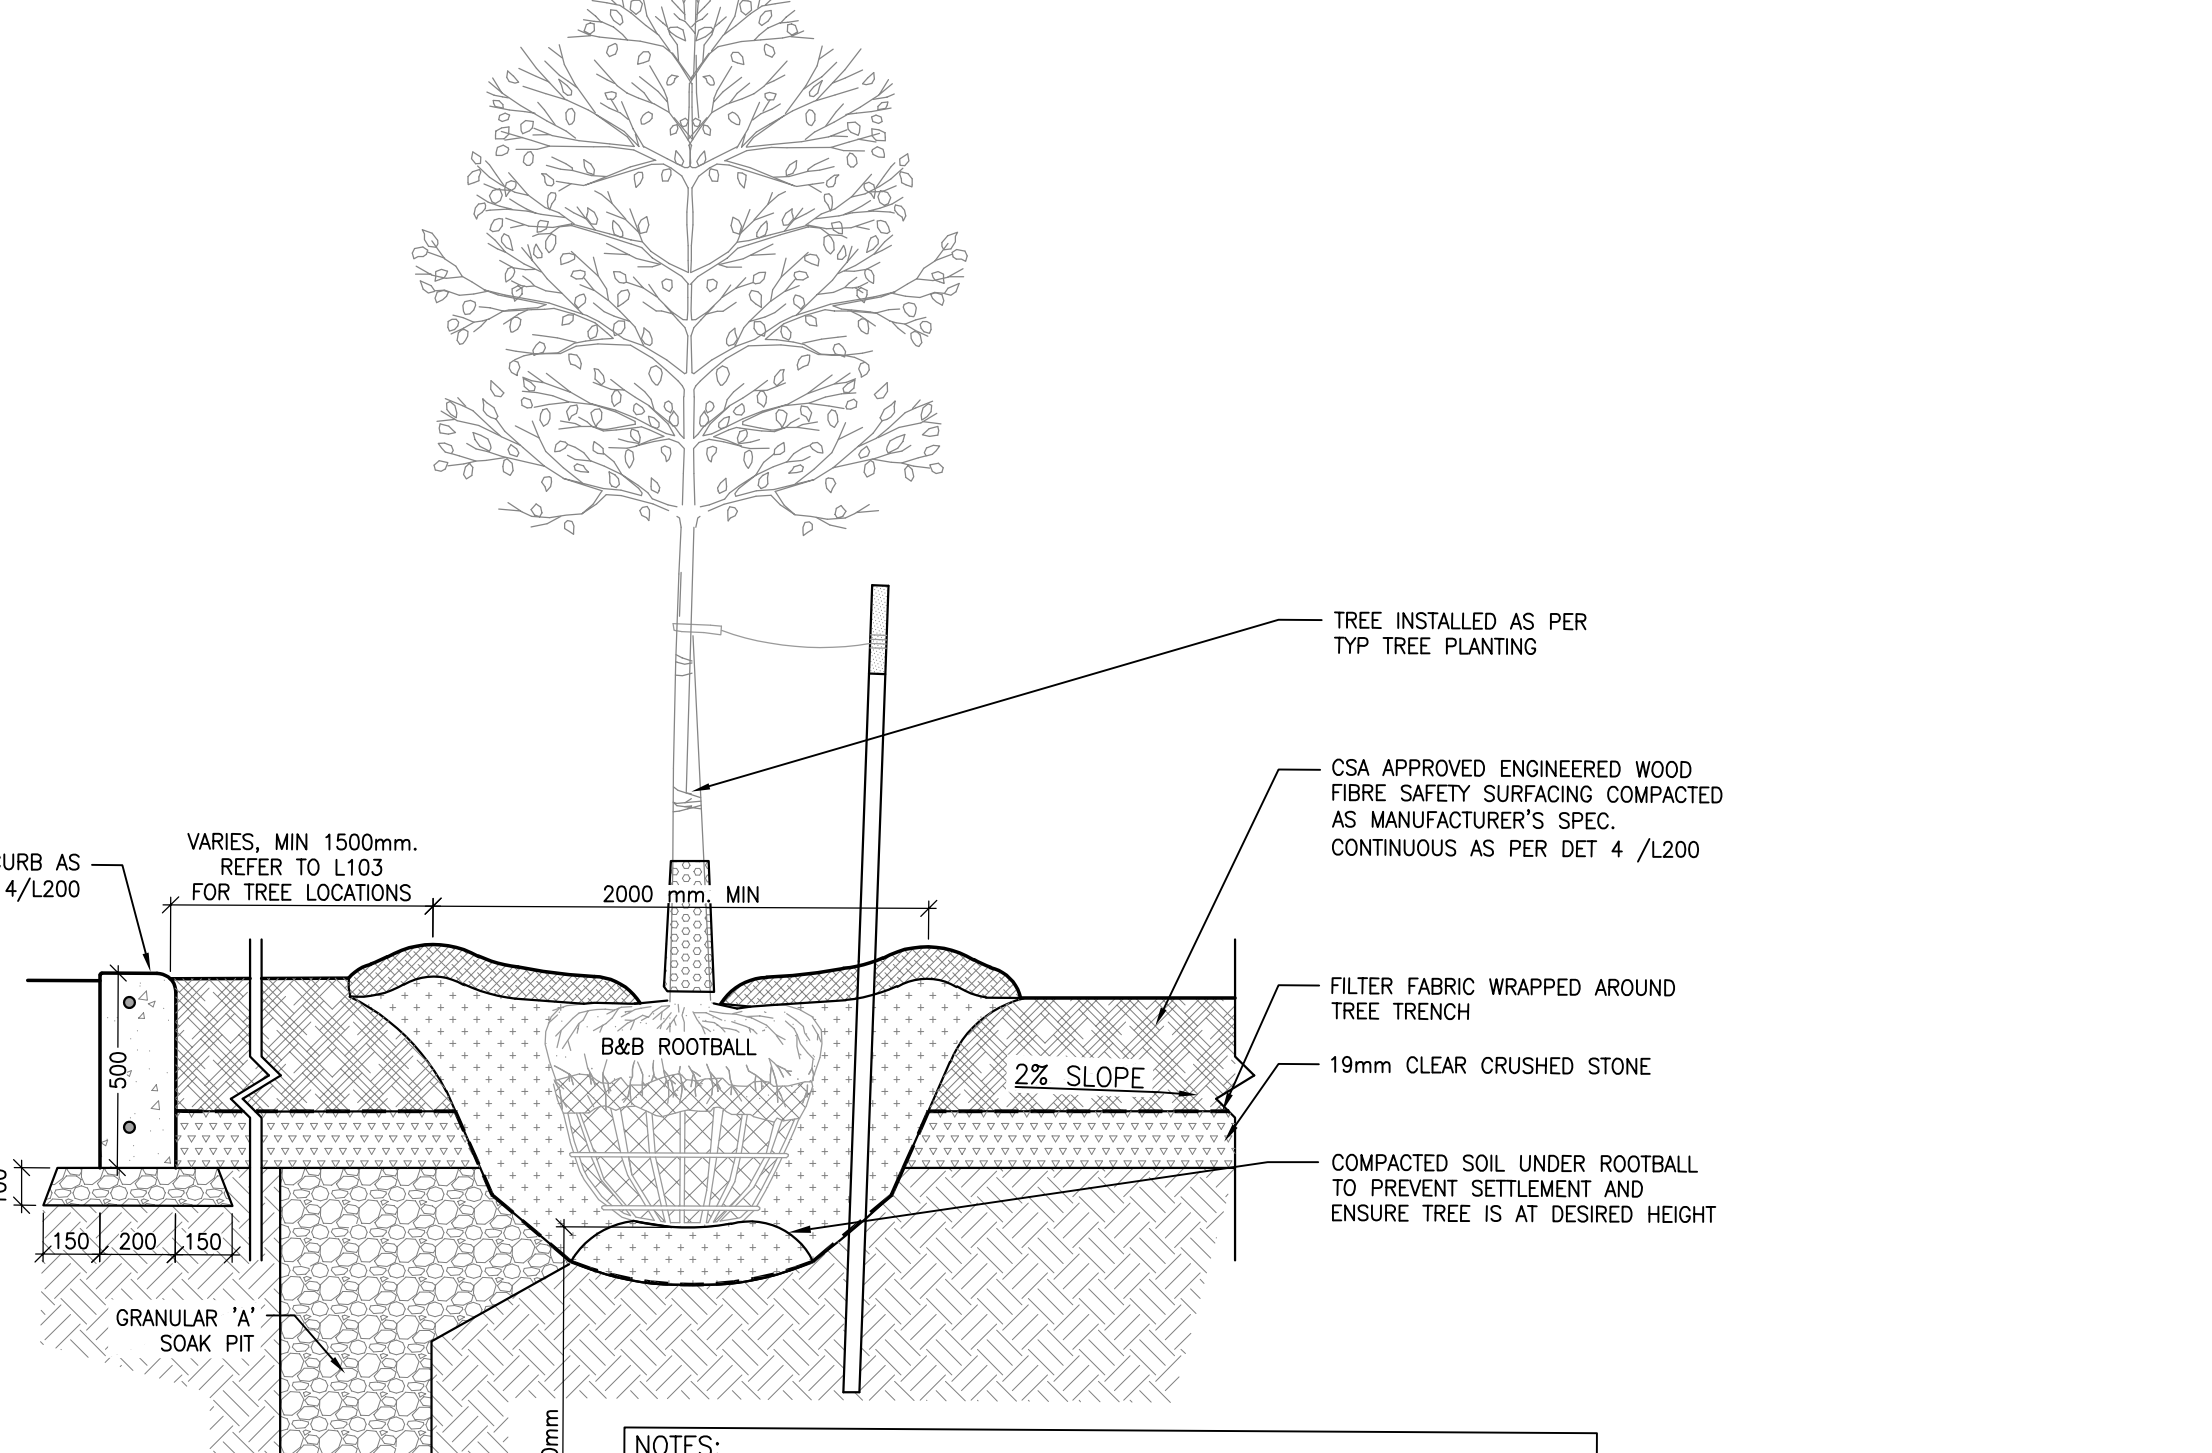 TREE INSTALLED AS PER
TYP TREE PLANTING
CSA APPROVED ENGINEERED WOOD
FIBRE SAFETY SURFACING COMPACTED
AS MANUFACTURER'S SPEC.
CONTINUOUS AS PER DET 4 /L200
VARIES, MIN 1500mm.
REFER TO L103
FOR TREE LOCATIONS
AS
4/L200
2000 mm. MIN
FILTER FABRIC WRAPPED AROUND
TREE TRENCH
B&B ROOTBALL
500
2% SLOPE
19mm CLEAR CRUSHED STONE
COMPACTED SOIL UNDER ROOTBALL
TO PREVENT SETTLEMENT AND
ENSURE TREE IS AT DESIRED HEIGHT
150 200 150
GRANULAR 'A'
SOAK PIT
NOTES: